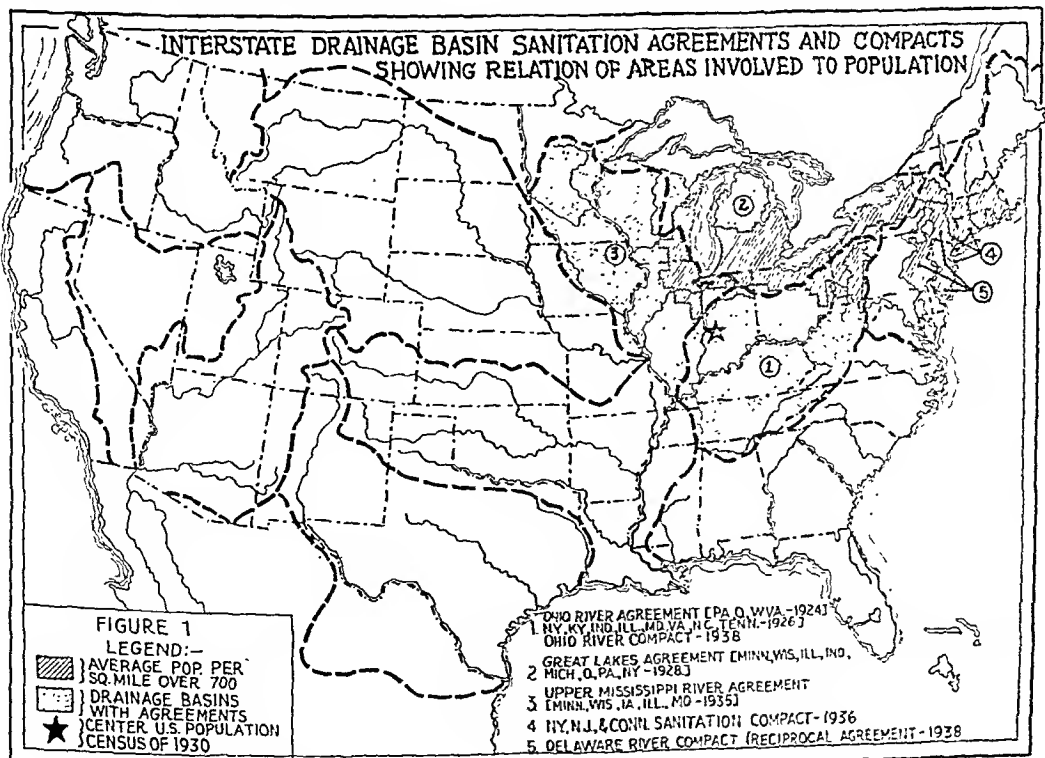 INTERSTATE DRAINAGE BASIN SANITATION AGREEMENTS AND COMPACTS
SHOWING RELATION OF AREAS INVOLVED TO POPULATION
2
3
4
5
1
FIGURE 1
LEGEND:-
AVERAGE POP. PER
SQ. MILE OVER 700
DRAINAGE BASINS
WITH AGREEMENTS
CENTER U.S. POPULATION
CENSUS OF 1930
OHIO RIVER AGREEMENT [PA, O, W.VA.-1924]
1. NY, KY, IND, ILL, MD, VA, N.C, TENN.-1926]
OHIO RIVER COMPACT-1938
GREAT LAKES AGREEMENT [MINN, WIS, ILL, IND,
2 MICH, O, PA, NY-1928]
UPPER MISSISSIPPI RIVER AGREEMENT
3 [MINN, WIS, IA, ILL, MO-1935]
4 N.Y, N.J, & CONN SANITATION COMPACT-1936
5. DELAWARE RIVER COMPACT (RECIPROCAL AGREEMENT-1938